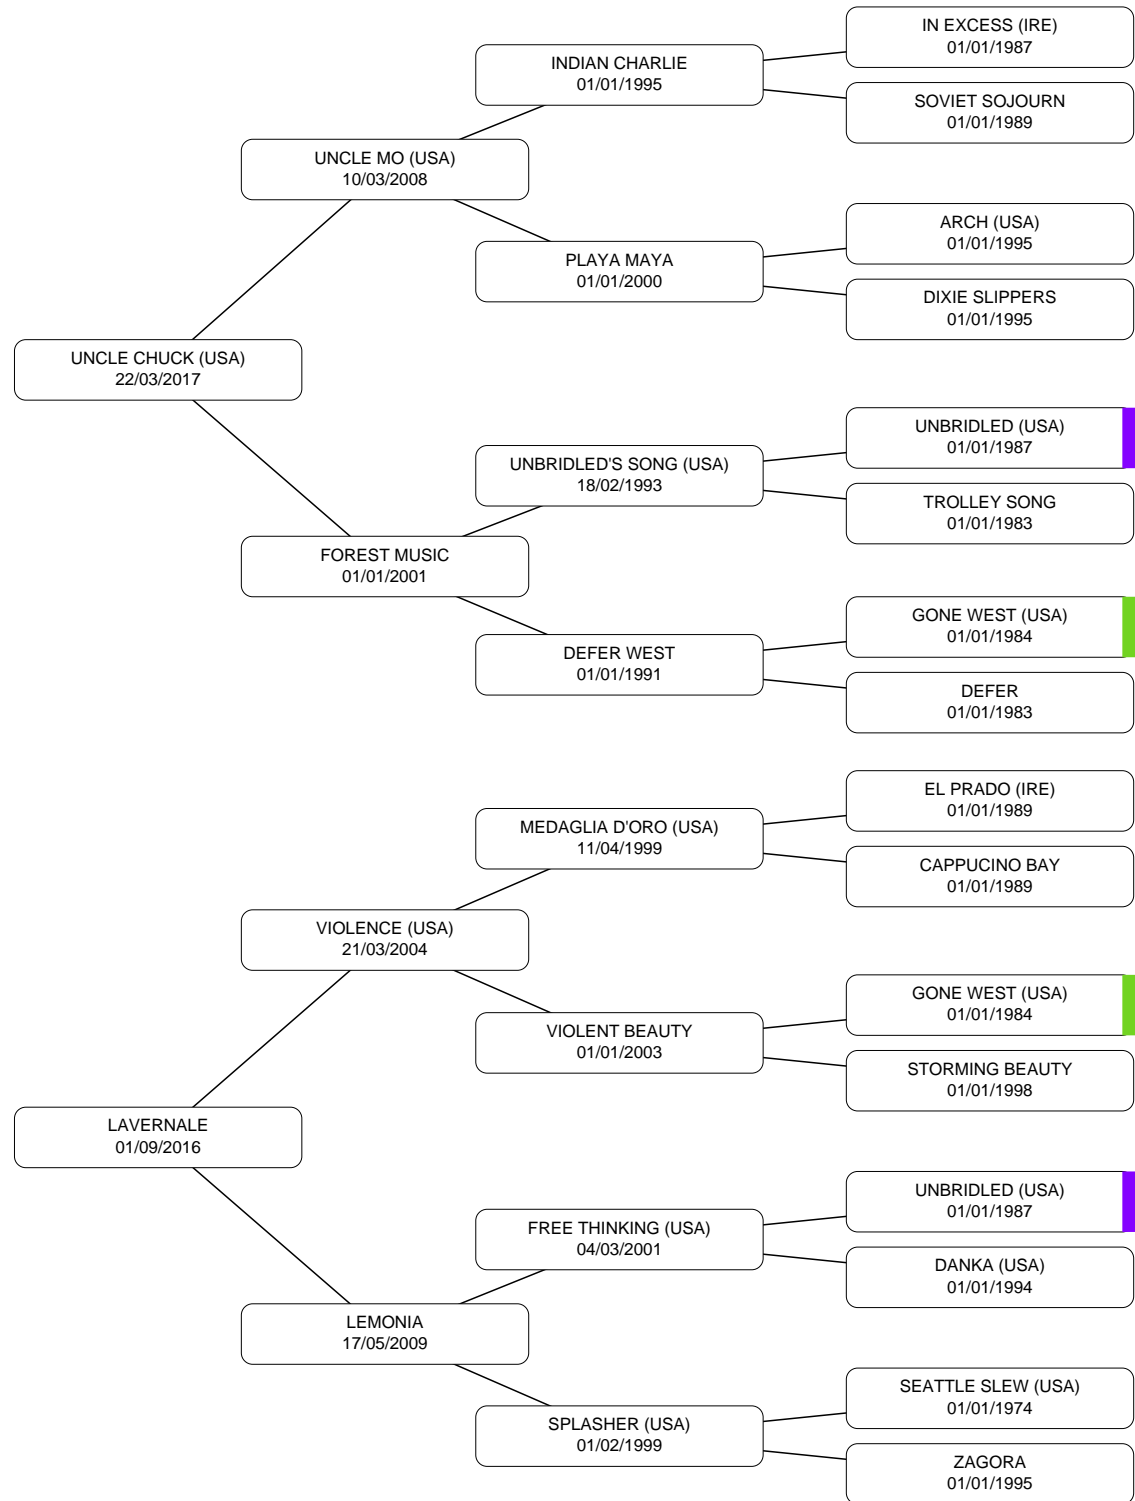 IN EXCESS (IRE)
01/01/1987
INDIAN CHARLIE
01/01/1995
SOVIET SOJOURN
01/01/1989
UNCLE MO (USA)
10/03/2008
ARCH (USA)
01/01/1995
PLAYA MAYA
01/01/2000
DIXIE SLIPPERS
01/01/1995
UNCLE CHUCK (USA)
22/03/2017
UNBRIDLED (USA)
01/01/1987
UNBRIDLED'S SONG (USA)
18/02/1993
TROLLEY SONG
01/01/1983
FOREST MUSIC
01/01/2001
GONE WEST (USA)
01/01/1984
DEFER WEST
01/01/1991
DEFER
01/01/1983
EL PRADO (IRE)
01/01/1989
MEDAGLIA D'ORO (USA)
11/04/1999
CAPPUCINO BAY
01/01/1989
VIOLENCE (USA)
21/03/2004
GONE WEST (USA)
01/01/1984
VIOLENT BEAUTY
01/01/2003
STORMING BEAUTY
01/01/1998
LAVERNALE
01/09/2016
UNBRIDLED (USA)
01/01/1987
FREE THINKING (USA)
04/03/2001
DANKA (USA)
01/01/1994
LEMONIA
17/05/2009
SEATTLE SLEW (USA)
01/01/1974
SPLASHER (USA)
01/02/1999
ZAGORA
01/01/1995